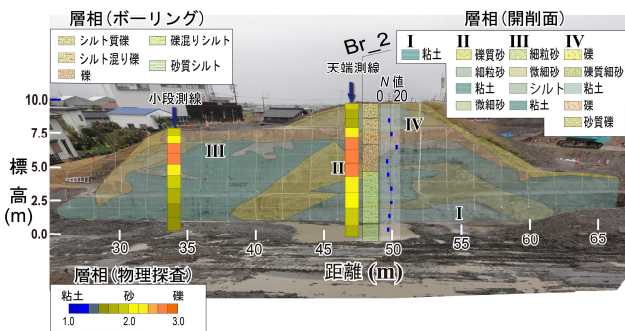 層相（ボーリング）
シルト質礫
シルト混り礫
礫
礫混りシルト
砂質シルト
層相（開削面）
I
粘土
II
礫質砂
細粒砂
粘土
微細砂
III
細粒砂
微細砂
シルト
粘土
IV
礫
礫質細砂
粘土
礫
砂質礫
Br_2
天端測線
N 値
0 20
小段測線
10.0
7.5
5.0
2.5
0.0
標高(m)
III
II
IV
I
30 35 40 45 50 55 60 65
距離 (m)
層相（物理探査）
粘土 砂 礫
1.0 2.0 3.0